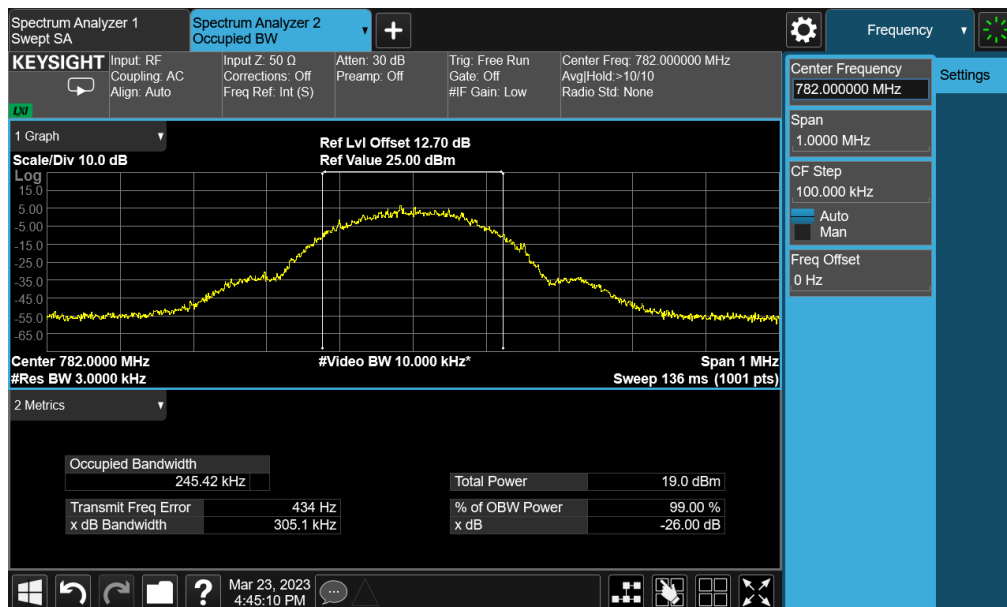 Spectrum Analyzer 1
Swept SA
Spectrum Analyzer 2
Occupied BW
▼
+
Frequency ▼
KEYSIGHT
LXI
Input: RF
Coupling: AC
Align: Auto
Input Z: 50 Ω
Corrections: Off
Freq Ref: Int (S)
Atten: 30 dB
Preamp: Off
Trig: Free Run
Gate: Off
#IF Gain: Low
Center Freq: 782.000000 MHz
Avg|Hold:>10/10
Radio Std: None
Center Frequency
782.000000 MHz
Settings
Span
1.0000 MHz
CF Step
100.000 kHz
Auto
Man
Freq Offset
0 Hz
1 Graph ▼
Scale/Div 10.0 dB
Ref Lvl Offset 12.70 dB
Ref Value 25.00 dBm
Log
15.0
5.00
-5.00
-15.0
-25.0
-35.0
-45.0
-55.0
-65.0
Center 782.0000 MHz
#Video BW 10.000 kHz*
Span 1 MHz
#Res BW 3.0000 kHz
Sweep 136 ms (1001 pts)
2 Metrics ▼
Occupied Bandwidth
245.42 kHz
Total Power 19.0 dBm
Transmit Freq Error 434 Hz
% of OBW Power 99.00 %
x dB Bandwidth 305.1 kHz
x dB -26.00 dB
?
Mar 23, 2023
4:45:10 PM